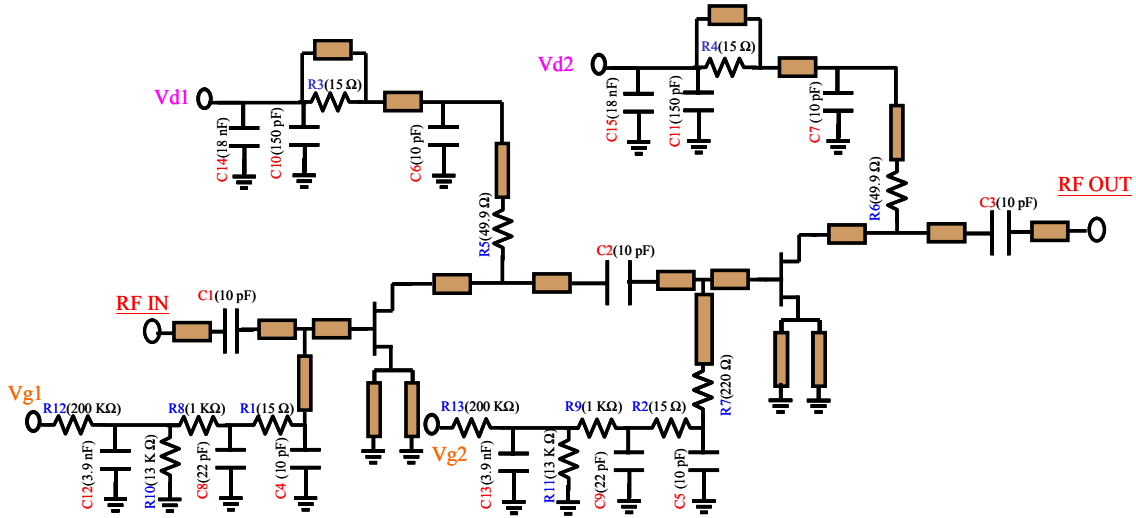 Vd2
R4(15 Ω)
C15(18 nF)
C11(150 pF)
C7 (10 pF)
Vd1
R3(15 Ω)
C14(18 nF)
C10(150 pF)
C6(10 pF)
R5(49.9 Ω)
R6(49.9 Ω)
C3(10 pF)
RF OUT
C2(10 pF)
RF IN
C1(10 pF)
Vg1
R12(200 KΩ)
R8(1 KΩ)
R1(15 Ω)
C12(3.9 nF)
R10(13 K Ω)
C8(22 pF)
C4 (10 pF)
R13(200 KΩ)
R9(1 KΩ)
R2(15 Ω)
R7(220 Ω)
Vg2
C13(3.9 nF)
R11(13 K Ω)
C9(22 pF)
C5 (10 pF)